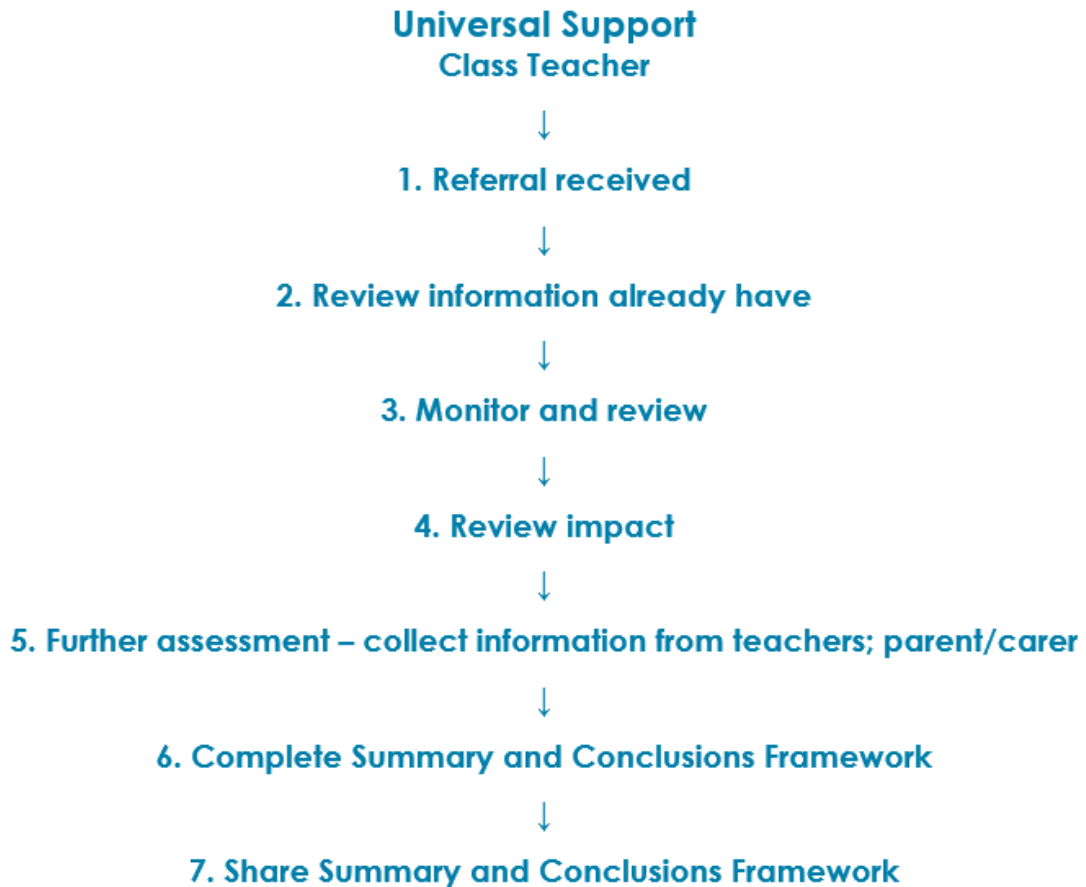 Universal Support
Class Teacher
↓
1. Referral received
↓
2. Review information already have
↓
3. Monitor and review
↓
4. Review impact
↓
5. Further assessment – collect information from teachers; parent/carer
↓
6. Complete Summary and Conclusions Framework
↓
7. Share Summary and Conclusions Framework